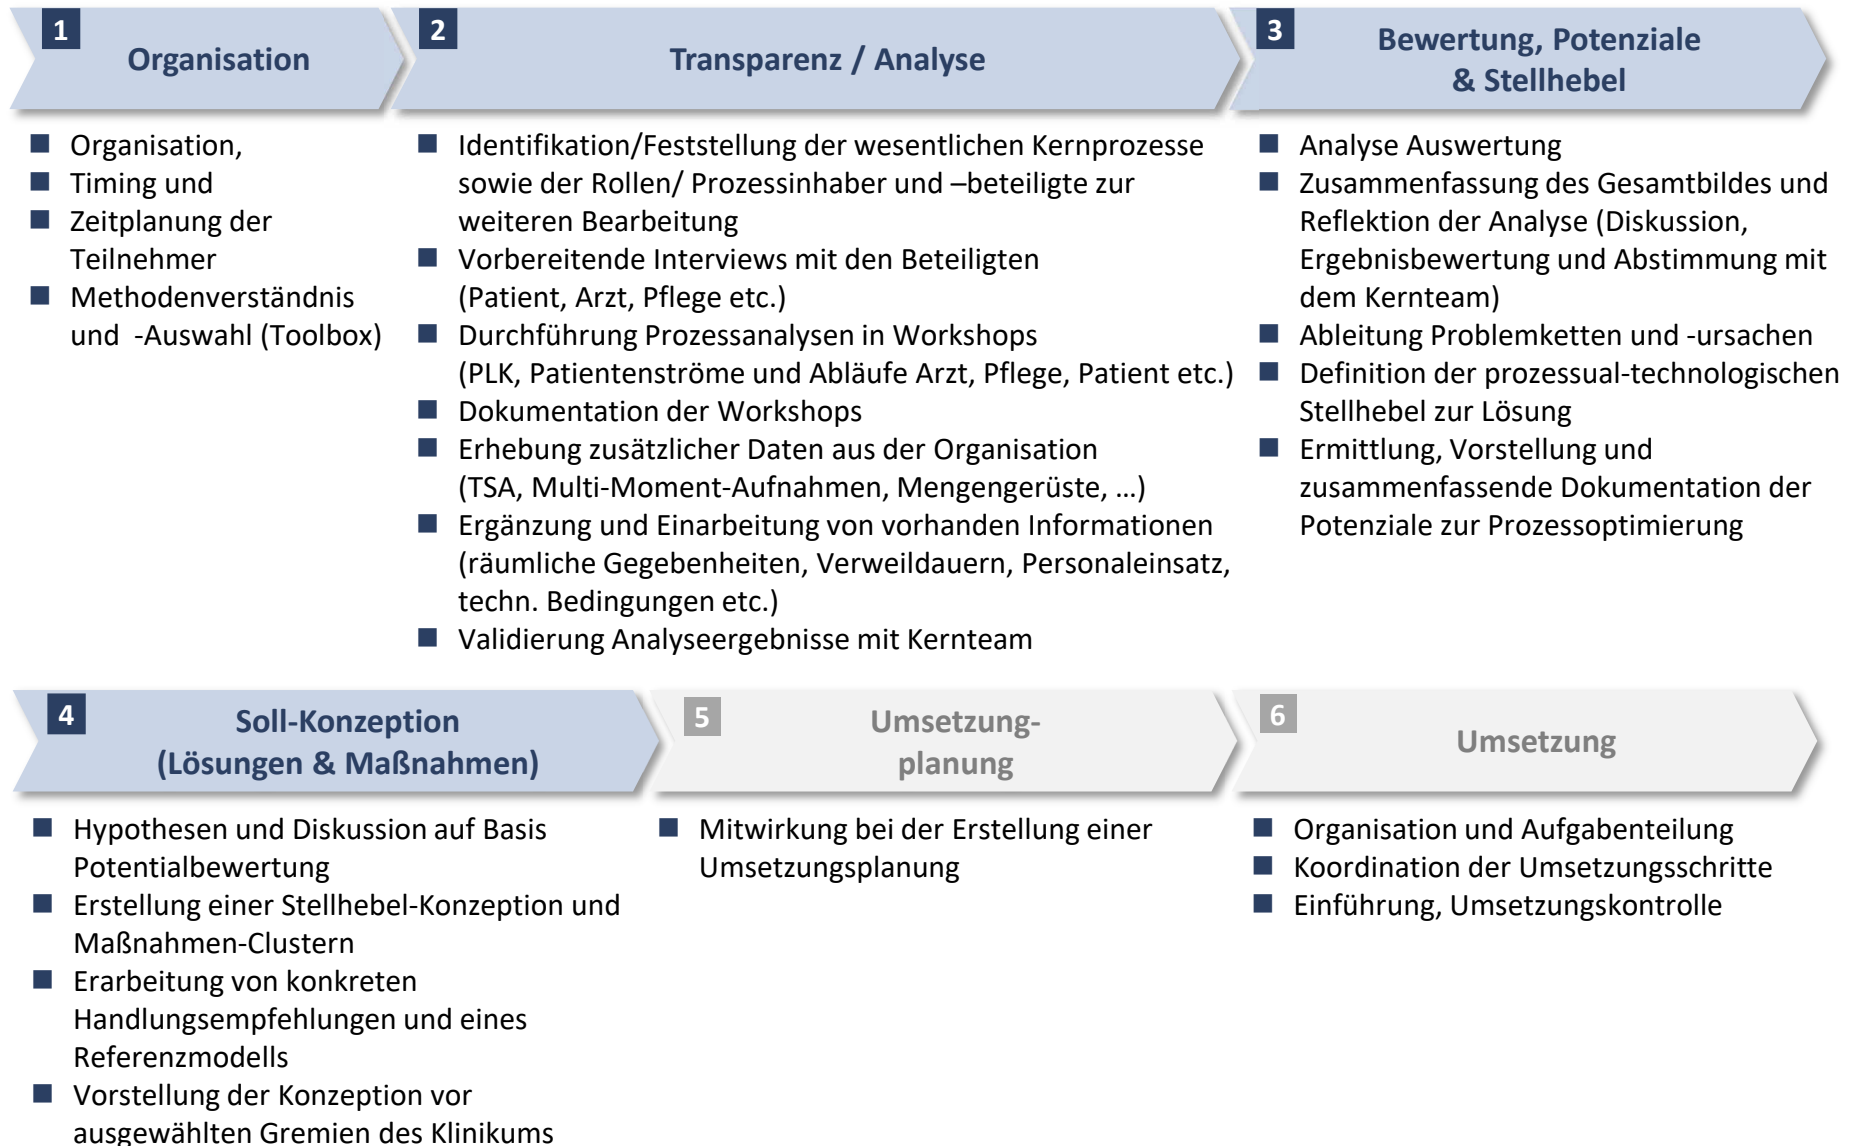 1
Organisation
Organisation,
Timing und
Zeitplanung der
Teilnehmer
Methodenverständnis
und -Auswahl (Toolbox)
2
Transparenz / Analyse
Identifikation/Feststellung der wesentlichen Kernprozesse
sowie der Rollen/ Prozessinhaber und –beteiligte zur
weiteren Bearbeitung
Vorbereitende Interviews mit den Beteiligten
(Patient, Arzt, Pflege etc.)
Durchführung Prozessanalysen in Workshops
(PLK, Patientenströme und Abläufe Arzt, Pflege, Patient etc.)
Dokumentation der Workshops
Erhebung zusätzlicher Daten aus der Organisation
(TSA, Multi-Moment-Aufnahmen, Mengengerüste, …)
Ergänzung und Einarbeitung von vorhanden Informationen
(räumliche Gegebenheiten, Verweildauern, Personaleinsatz,
techn. Bedingungen etc.)
Validierung Analyseergebnisse mit Kernteam
3
Bewertung, Potenziale
& Stellhebel
Analyse Auswertung
Zusammenfassung des Gesamtbildes und
Reflektion der Analyse (Diskussion,
Ergebnisbewertung und Abstimmung mit
dem Kernteam)
Ableitung Problemketten und -ursachen
Definition der prozessual-technologischen
Stellhebel zur Lösung
Ermittlung, Vorstellung und
zusammenfassende Dokumentation der
Potenziale zur Prozessoptimierung
4
Soll-Konzeption
(Lösungen & Maßnahmen)
Hypothesen und Diskussion auf Basis
Potentialbewertung
Erstellung einer Stellhebel-Konzeption und
Maßnahmen-Clustern
Erarbeitung von konkreten
Handlungsempfehlungen und eines
Referenzmodells
Vorstellung der Konzeption vor
ausgewählten Gremien des Klinikums
5
Umsetzung-
planung
Mitwirkung bei der Erstellung einer
Umsetzungsplanung
6
Umsetzung
Organisation und Aufgabenteilung
Koordination der Umsetzungsschritte
Einführung, Umsetzungskontrolle